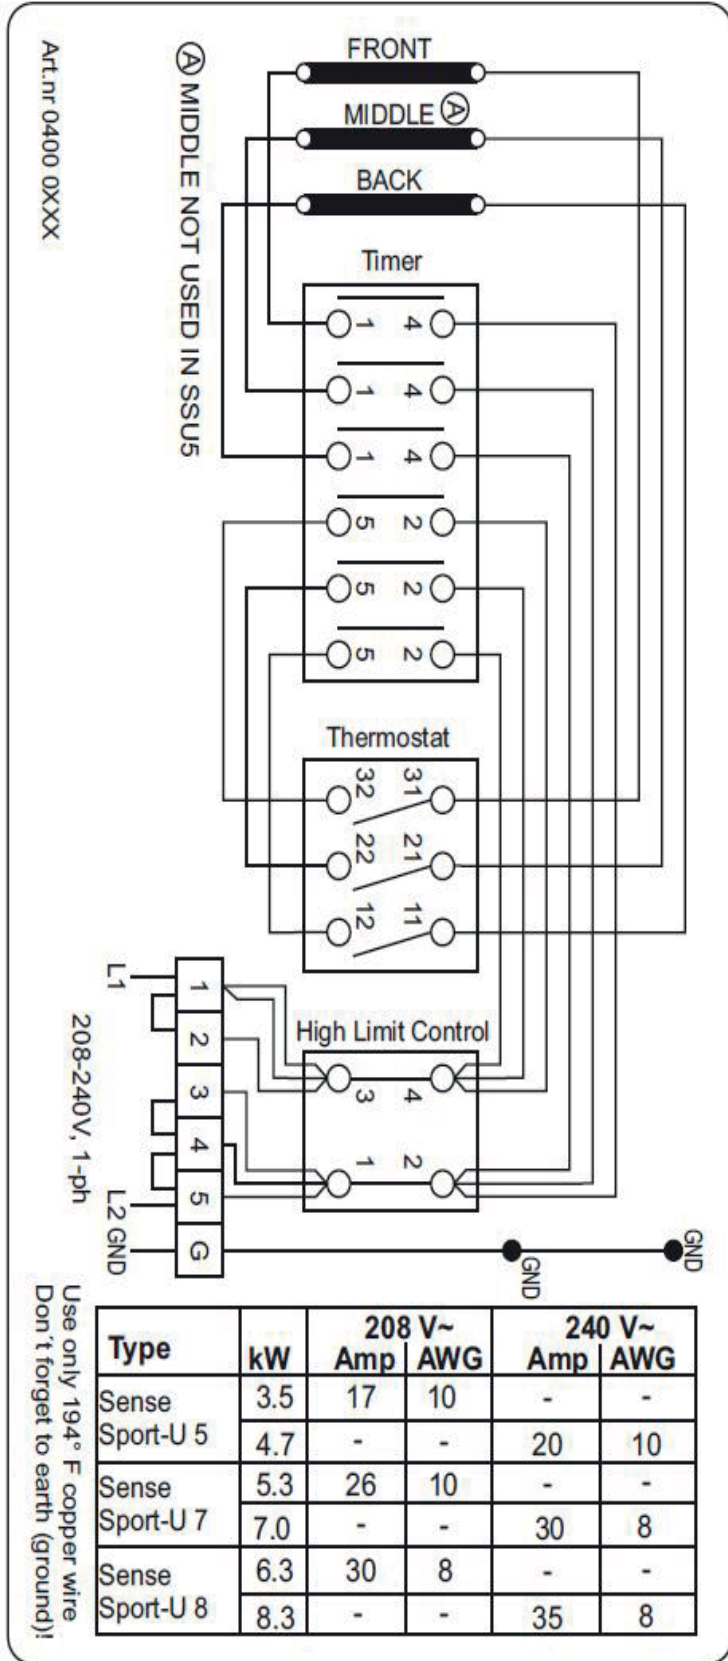 Art.nr 0400 0XXX
Ⓐ MIDDLE NOT USED IN SSU5
FRONT
MIDDLE Ⓐ
BACK
Timer
1 4
1 4
1 4
5 2
5 2
5 2
Thermostat
32 31
22 21
12 11
High Limit Control
3 4
1 2
L1
1
2
3
4
5
G
208-240V, 1-ph
L2
GND
GND
GND
Type kW 208 V~ 240 V~
Amp AWG Amp AWG
Sense Sport-U 5 3.5 17 10 - -
4.7 - - 20 10
Sense Sport-U 7 5.3 26 10 - -
7.0 - - 30 8
Sense Sport-U 8 6.3 30 8 - -
8.3 - - 35 8
Use only 194° F copper wire
Don´t forget to earth (ground)!